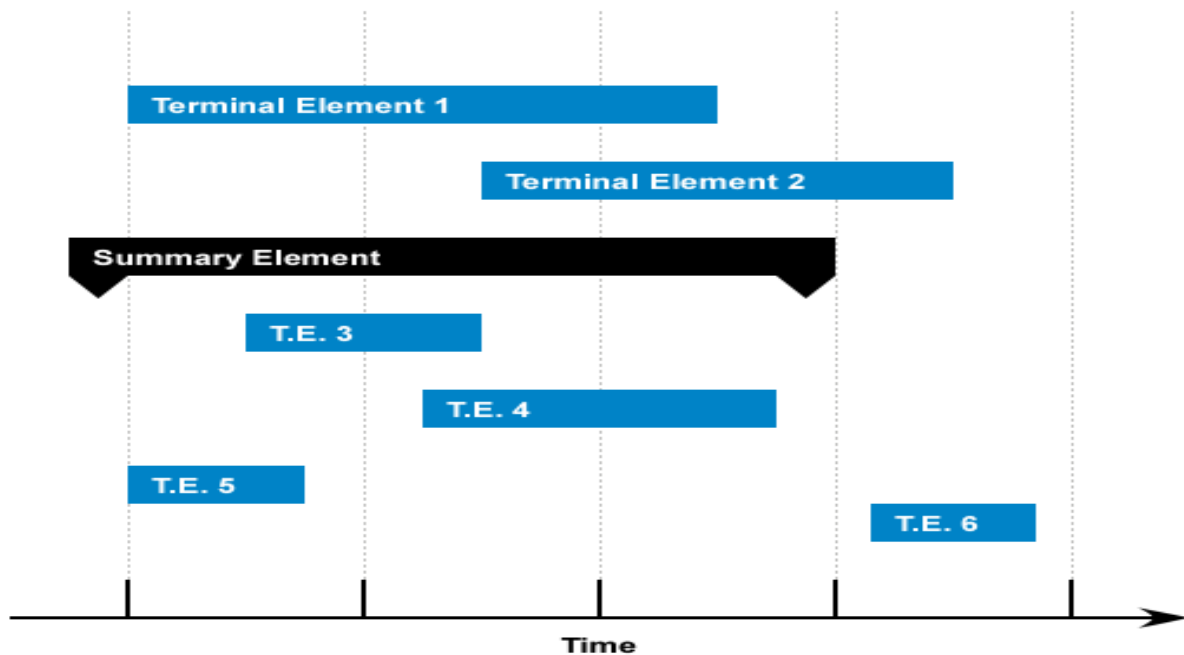 Terminal Element 1
Terminal Element 2
Summary Element
T.E. 3
T.E. 4
T.E. 5
T.E. 6
Time